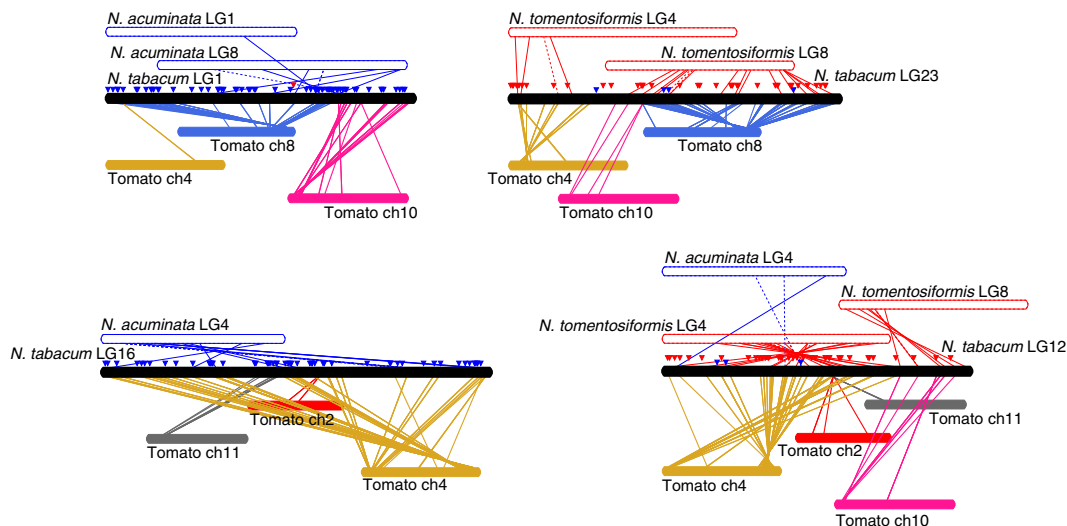 N. acuminata LG1
N. acuminata LG8
N. tabacum LG1
Tomato ch8
Tomato ch4
Tomato ch10
N. tomentosiformis LG4
N. tomentosiformis LG8
N. tabacum LG23
Tomato ch8
Tomato ch4
Tomato ch10
N. acuminata LG4
N. tabacum LG16
Tomato ch2
Tomato ch11
Tomato ch4
N. acuminata LG4
N. tomentosiformis LG8
N. tomentosiformis LG4
N. tabacum LG12
Tomato ch11
Tomato ch2
Tomato ch4
Tomato ch10